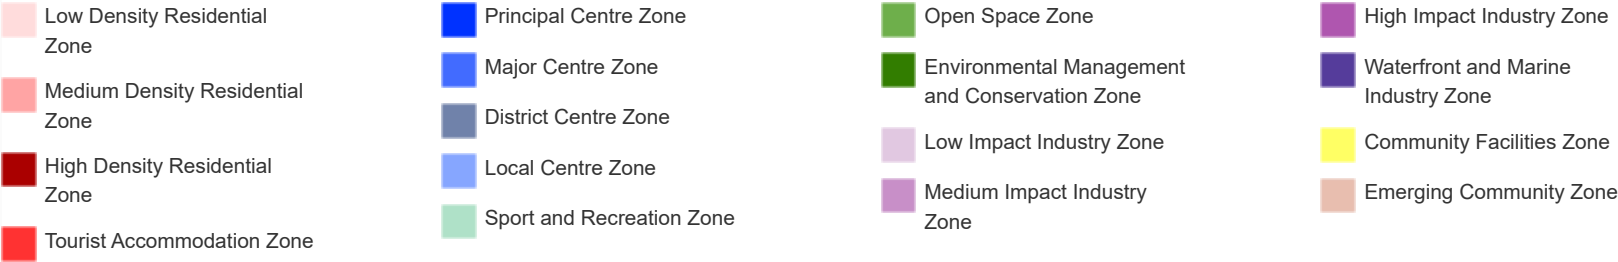 Low Density Residential
Zone
Medium Density Residential
Zone
High Density Residential
Zone
Tourist Accommodation Zone
Principal Centre Zone
Major Centre Zone
District Centre Zone
Local Centre Zone
Sport and Recreation Zone
Open Space Zone
Environmental Management
and Conservation Zone
Low Impact Industry Zone
Medium Impact Industry
Zone
High Impact Industry Zone
Waterfront and Marine
Industry Zone
Community Facilities Zone
Emerging Community Zone